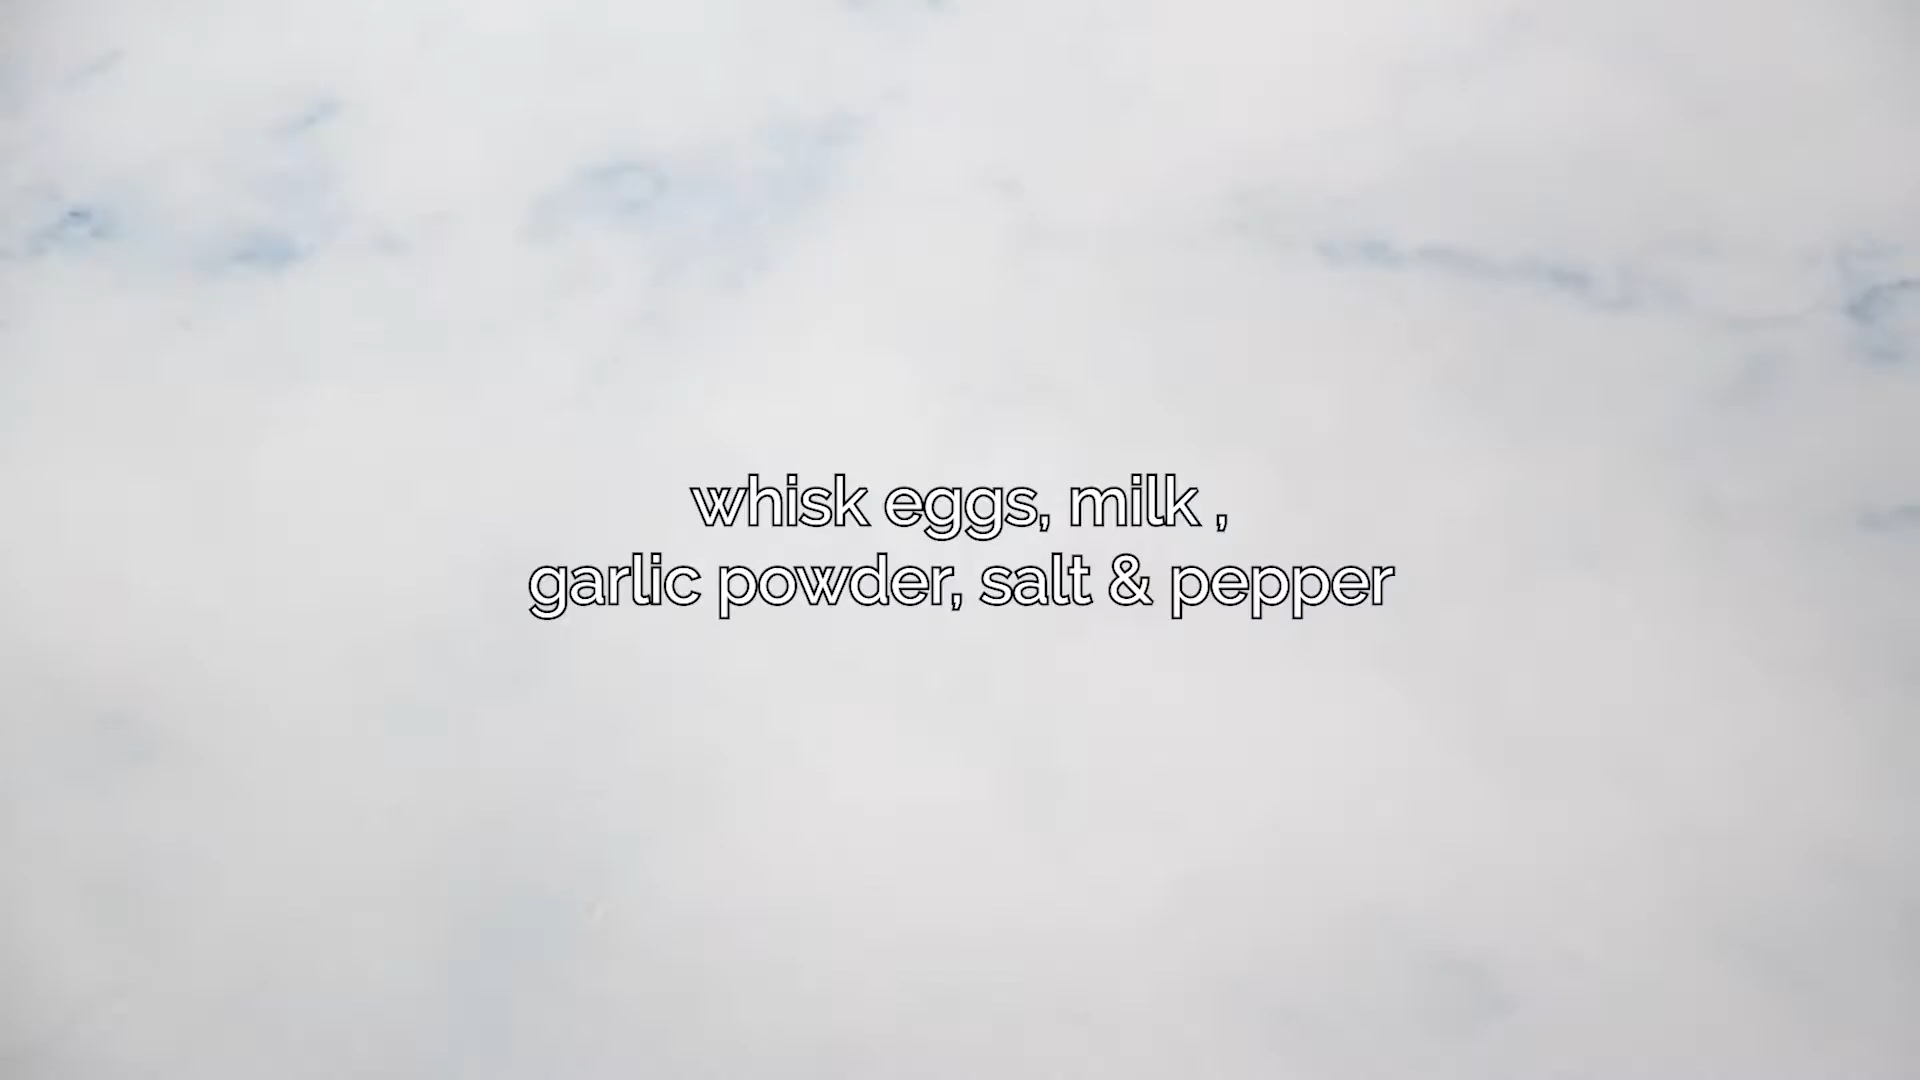 whisk eggs, milk ,
garlic powder, salt & pepper